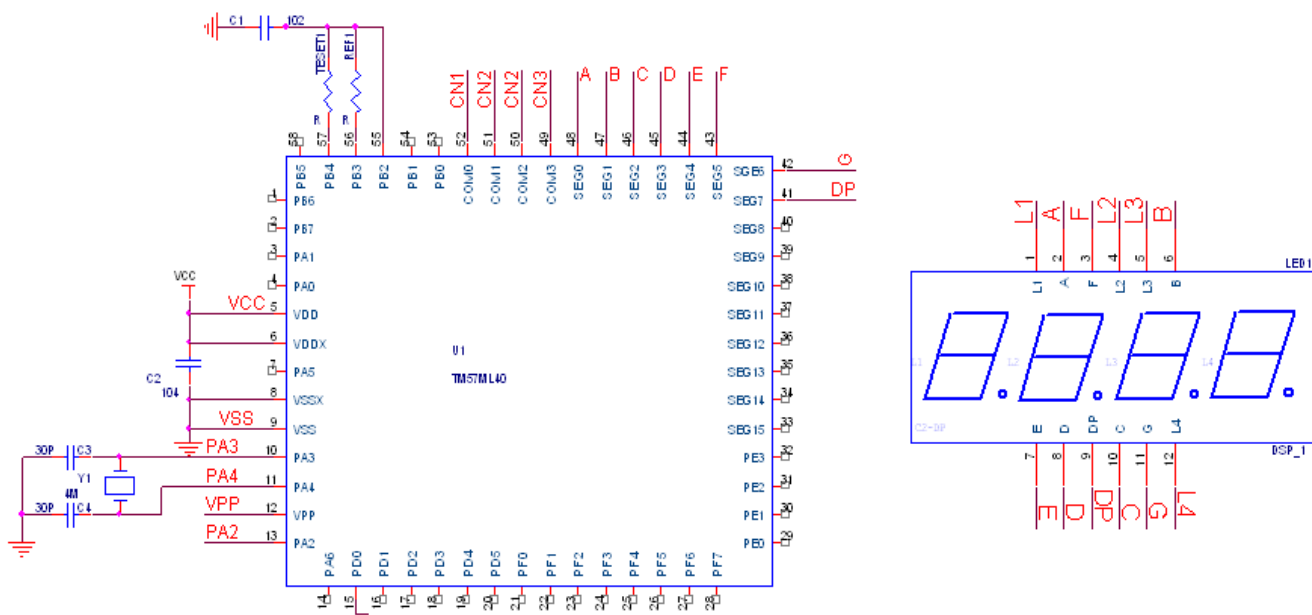 C1
102
TESET1
REF1
R
R
CN1
CN2
CN2
CN3
A
B
C
D
E
F
58
57
56
55
54
53
52
51
50
49
48
47
46
45
44
43
PB5
PB4
PB3
PB2
PB1
PB0
COM0
COM1
COM2
COM3
SEG0
SEG1
SEG2
SEG3
SEG4
SEG5
1 PB6
2 PB7
3 PA1
4 PA0
VCC
VCC 5 VDD
6 VDDX
C2
104
7 PA5
8 VSSX
VSS 9 VSS
30P C3
PA3 10 PA3
Y1
4M
30P C4
PA4 11 PA4
VPP 12 VPP
PA2 13 PA2
U1
TM57ML40
SGE6 42 G
SEG7 41 DP
SEG8 40
SEG9 39
SEG10 38
SEG11 37
SEG12 36
SEG13 35
SEG14 34
SEG15 33
PE3 32
PE2 31
PE1 30
PE0 29
PA6
PD0
PD1
PD2
PD3
PD4
PD5
PF0
PF1
PF2
PF3
PF4
PF5
PF6
PF7
14
15
16
17
18
19
20
21
22
23
24
25
26
27
28
L1
A
F
L2
L3
B
1
2
3
4
5
6
LED1
L1
A
F
L2
L3
B
L1
L2
L3
L4
C2-DP
E
D
DP
C
G
L4
DSP_1
7
8
9
10
11
12
E
D
DP
C
G
L4